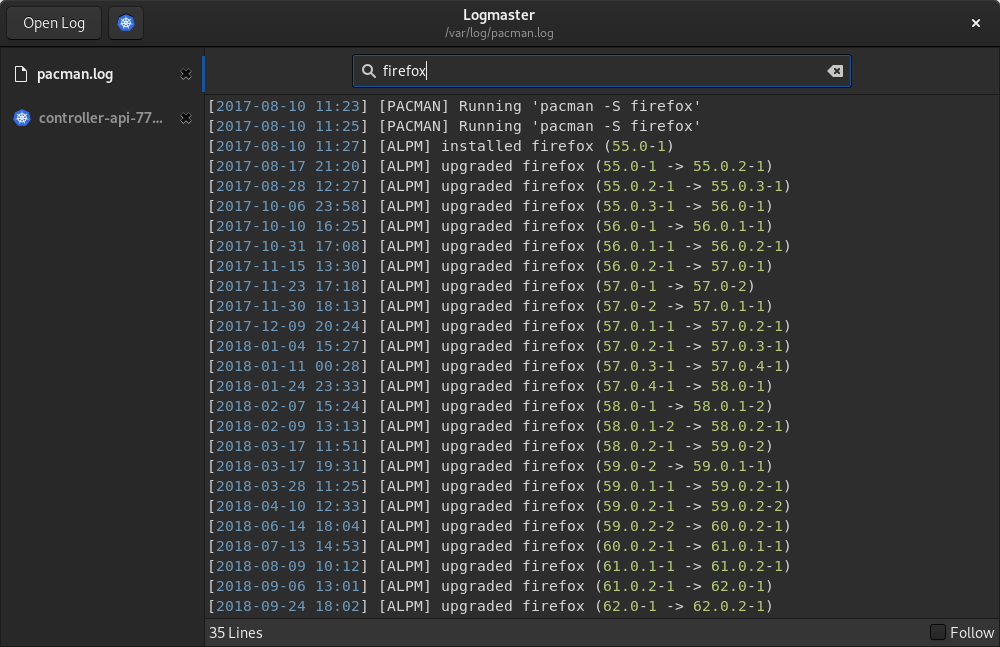 Open Log
Logmaster
/var/log/pacman.log
pacman.log
controller-api-77...
firefox
[2017-08-10 11:23] [PACMAN] Running 'pacman -S firefox'
[2017-08-10 11:25] [PACMAN] Running 'pacman -S firefox'
[2017-08-10 11:27] [ALPM] installed firefox (55.0-1)
[2017-08-17 21:20] [ALPM] upgraded firefox (55.0-1 -> 55.0.2-1)
[2017-08-28 12:27] [ALPM] upgraded firefox (55.0.2-1 -> 55.0.3-1)
[2017-10-06 23:58] [ALPM] upgraded firefox (55.0.3-1 -> 56.0-1)
[2017-10-10 16:25] [ALPM] upgraded firefox (56.0-1 -> 56.0.1-1)
[2017-10-31 17:08] [ALPM] upgraded firefox (56.0.1-1 -> 56.0.2-1)
[2017-11-15 13:30] [ALPM] upgraded firefox (56.0.2-1 -> 57.0-1)
[2017-11-23 17:18] [ALPM] upgraded firefox (57.0-1 -> 57.0-2)
[2017-11-30 18:13] [ALPM] upgraded firefox (57.0-2 -> 57.0.1-1)
[2017-12-09 20:24] [ALPM] upgraded firefox (57.0.1-1 -> 57.0.2-1)
[2018-01-04 15:27] [ALPM] upgraded firefox (57.0.2-1 -> 57.0.3-1)
[2018-01-11 00:28] [ALPM] upgraded firefox (57.0.3-1 -> 57.0.4-1)
[2018-01-24 23:33] [ALPM] upgraded firefox (57.0.4-1 -> 58.0-1)
[2018-02-07 15:24] [ALPM] upgraded firefox (58.0-1 -> 58.0.1-2)
[2018-02-09 13:13] [ALPM] upgraded firefox (58.0.1-2 -> 58.0.2-1)
[2018-03-17 11:51] [ALPM] upgraded firefox (58.0.2-1 -> 59.0-2)
[2018-03-17 19:31] [ALPM] upgraded firefox (59.0-2 -> 59.0.1-1)
[2018-03-28 11:25] [ALPM] upgraded firefox (59.0.1-1 -> 59.0.2-1)
[2018-04-10 12:33] [ALPM] upgraded firefox (59.0.2-1 -> 59.0.2-2)
[2018-06-14 18:04] [ALPM] upgraded firefox (59.0.2-2 -> 60.0.2-1)
[2018-07-13 14:53] [ALPM] upgraded firefox (60.0.2-1 -> 61.0.1-1)
[2018-08-09 10:12] [ALPM] upgraded firefox (61.0.1-1 -> 61.0.2-1)
[2018-09-06 13:01] [ALPM] upgraded firefox (61.0.2-1 -> 62.0-1)
[2018-09-24 18:02] [ALPM] upgraded firefox (62.0-1 -> 62.0.2-1)
35 Lines
Follow